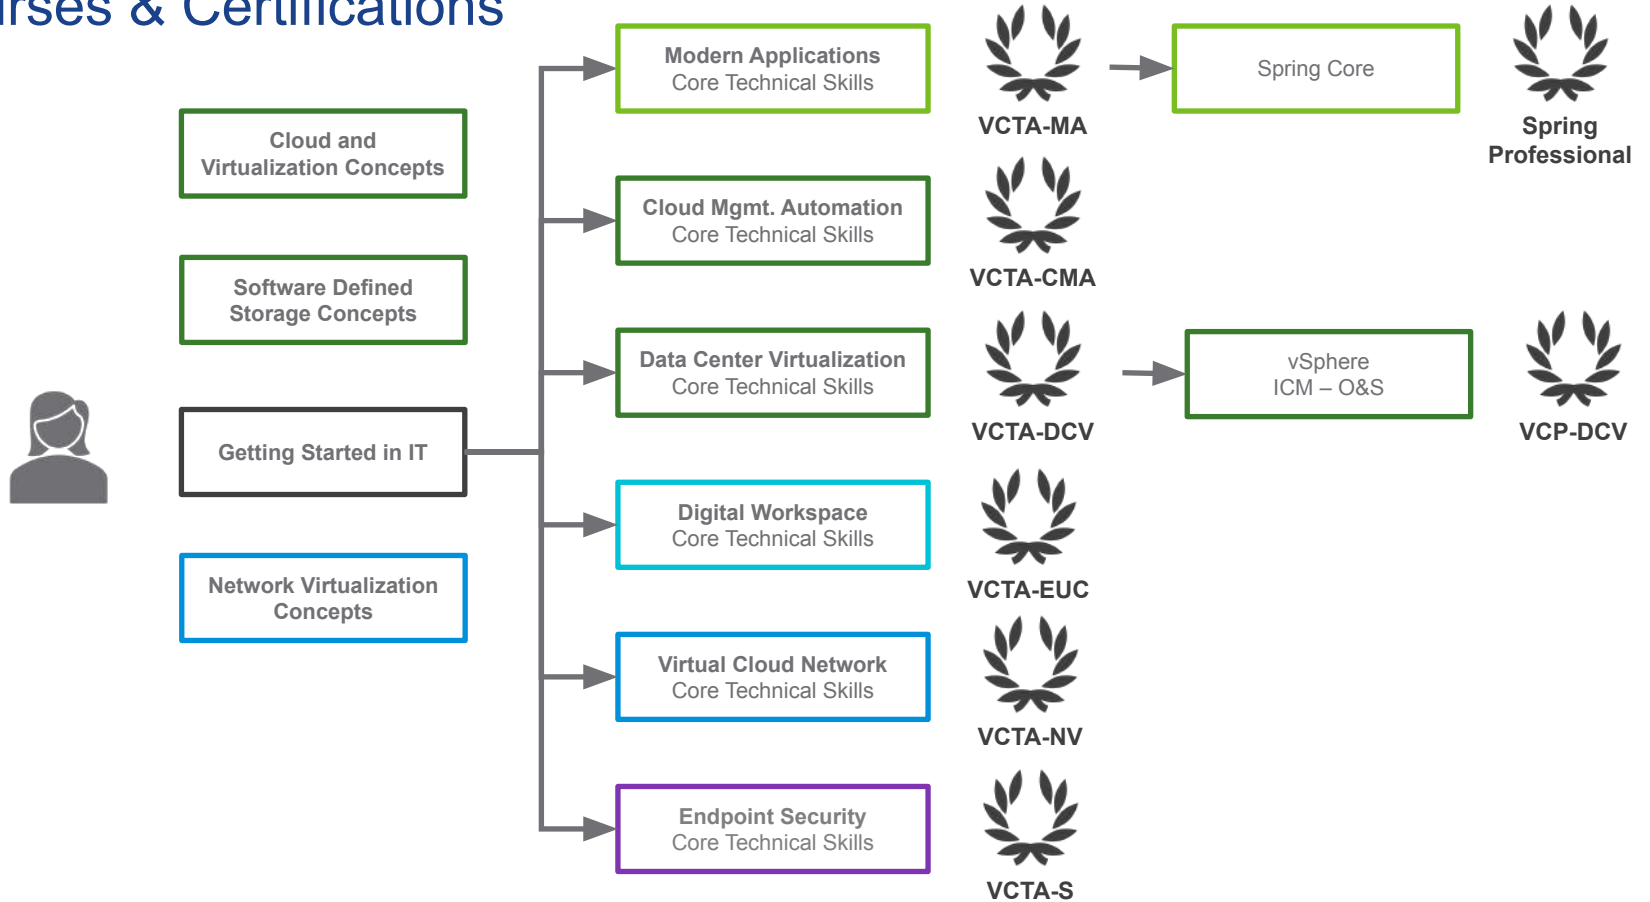 & Certifications
Modern Applications
Core Technical Skills
VCTA-MA
Spring Core
Spring
Professional
Cloud and
Virtualization Concepts
Cloud Mgmt. Automation
Core Technical Skills
VCTA-CMA
Software Defined
Storage Concepts
Data Center Virtualization
Core Technical Skills
VCTA-DCV
vSphere
ICM – O&S
VCP-DCV
Getting Started in IT
Digital Workspace
Core Technical Skills
VCTA-EUC
Network Virtualization
Concepts
Virtual Cloud Network
Core Technical Skills
VCTA-NV
Endpoint Security
Core Technical Skills
VCTA-S